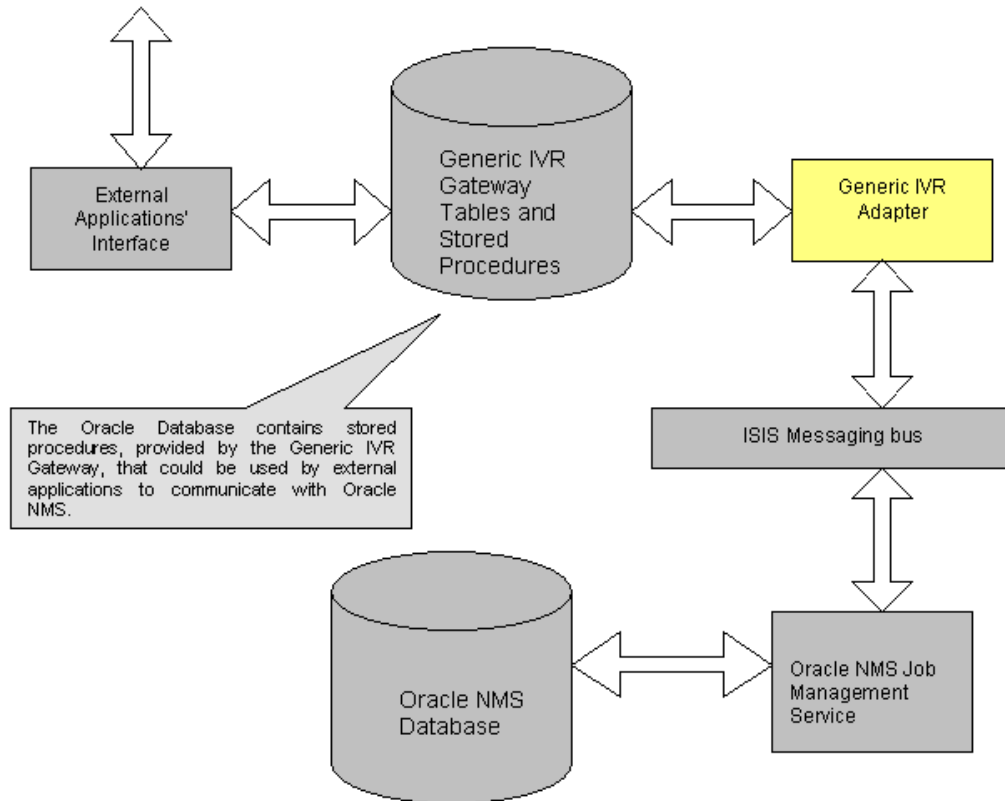 External
Applications'
Interface
Generic IVR
Gateway
Tables and
Stored
Procedures
Generic IVR
Adapter
The Oracle Database contains stored
procedures, provided by the Generic IVR
Gateway, that could be used by external
applications to communicate with Oracle
NMS.
ISIS Messaging bus
Oracle NMS
Database
Oracle NMS Job
Management
Service